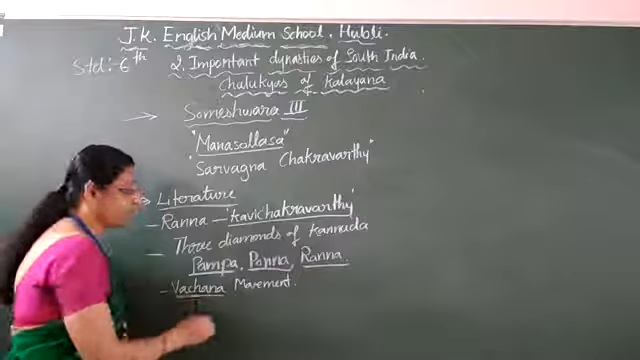 J.K. English Medium School, Hubli.
Std:- 6th 2. Important dynasties of South India.
Chalukyas of Kalayana
→ Someshwara III
"Manasollasa"
"Sarvagna Chakravarthy"
→ Literature
- Ranna - 'Kavichakravarthy'
- Three diamonds of Kannada
Pampa, Ponna, Ranna.
- Vachana Movement.